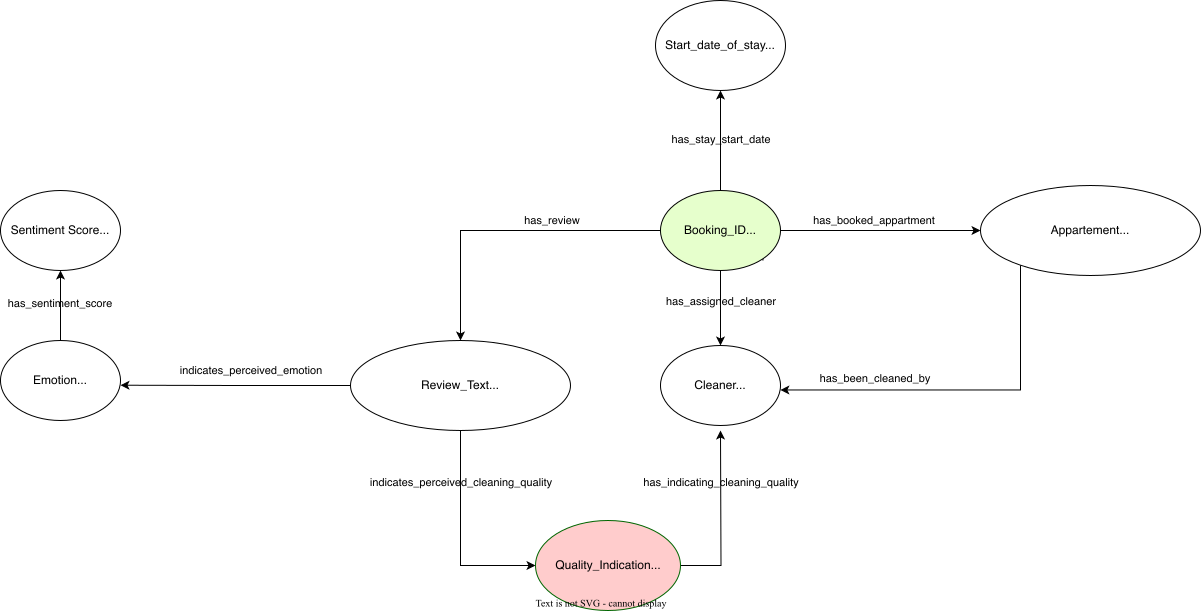 Start_date_of_stay...
has_stay_start_date
has_review
has_booked_appartment
Sentiment Score...
Booking_ID...
Appartement...
has_sentiment_score
has_assigned_cleaner
indicates_perceived_emotion
has_been_cleaned_by
Emotion...
Review_Text...
Cleaner...
indicates_perceived_cleaning_quality
has_indicating_cleaning_quality
Quality_Indication...
Text is not SVG - cannot display